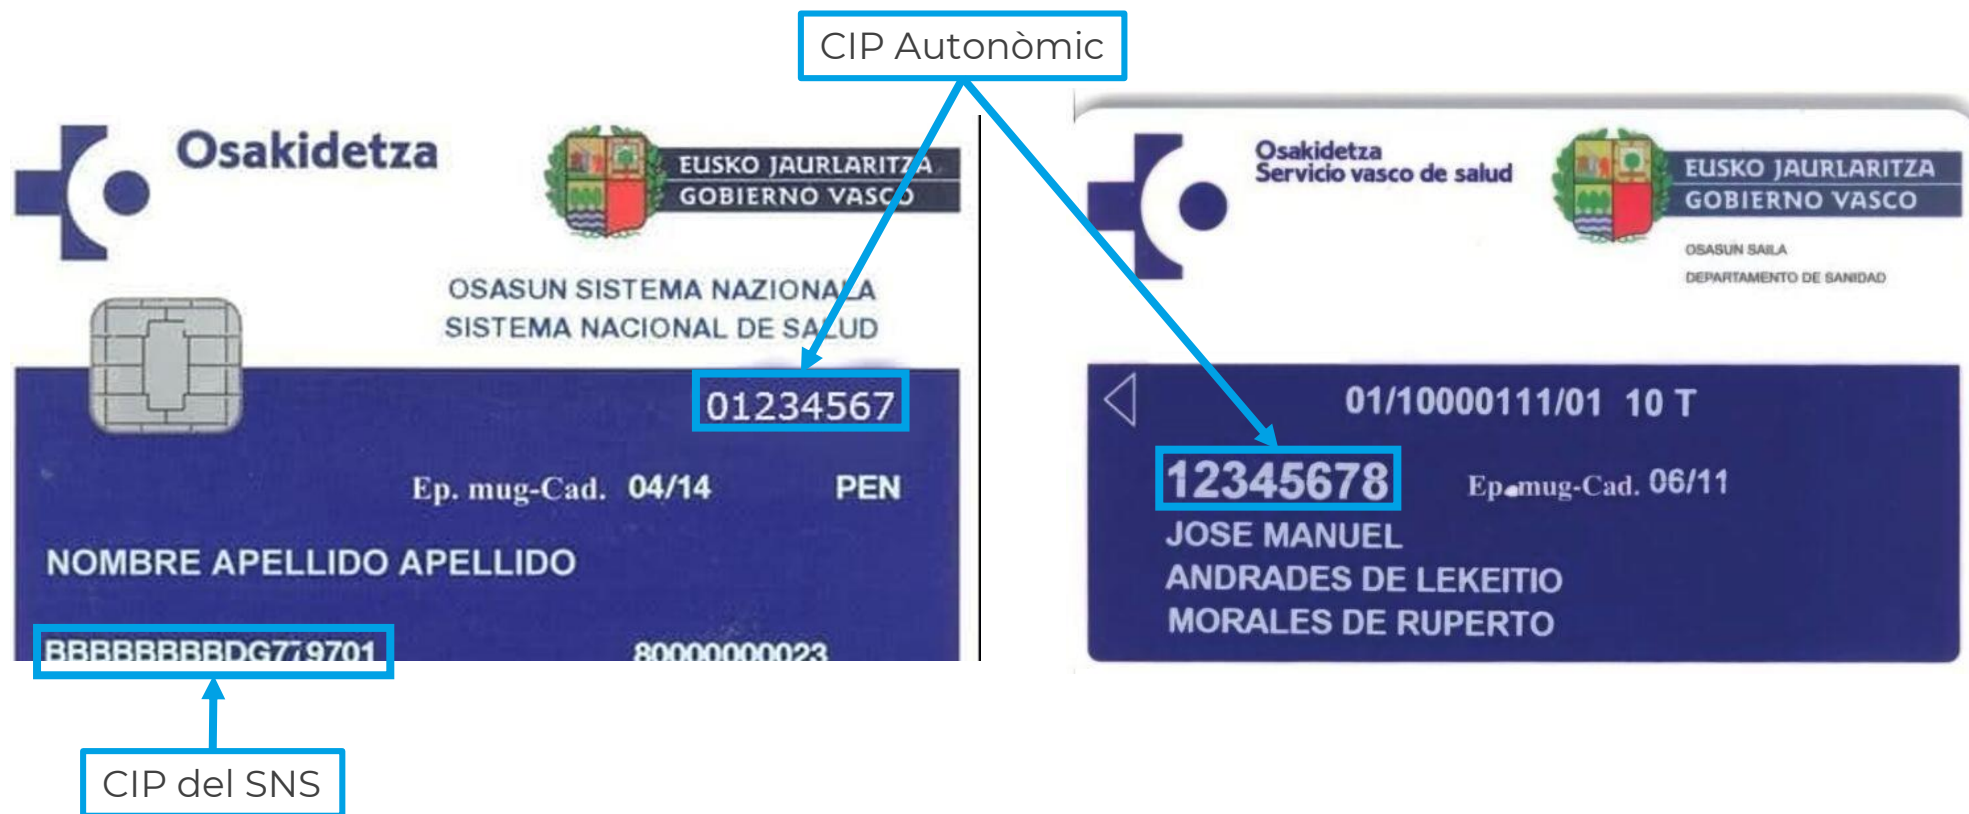 CIP Autonòmic
Osakidetza
EUSKO JAURLARITZA
GOBIERNO VASCO
OSASUN SISTEMA NAZIONALA
SISTEMA NACIONAL DE SALUD
01234567
Ep. mug-Cad. 04/14 PEN
NOMBRE APELLIDO APELLIDO
BBBBBBBBDG779701 80000000023
CIP del SNS
Osakidetza
Servicio vasco de salud
EUSKO JAURLARITZA
GOBIERNO VASCO
OSASUN SAILA
DEPARTAMENTO DE SANIDAD
01/10000111/01 10 T
12345678 Ep.mug-Cad. 06/11
JOSE MANUEL
ANDRADES DE LEKEITIO
MORALES DE RUPERTO